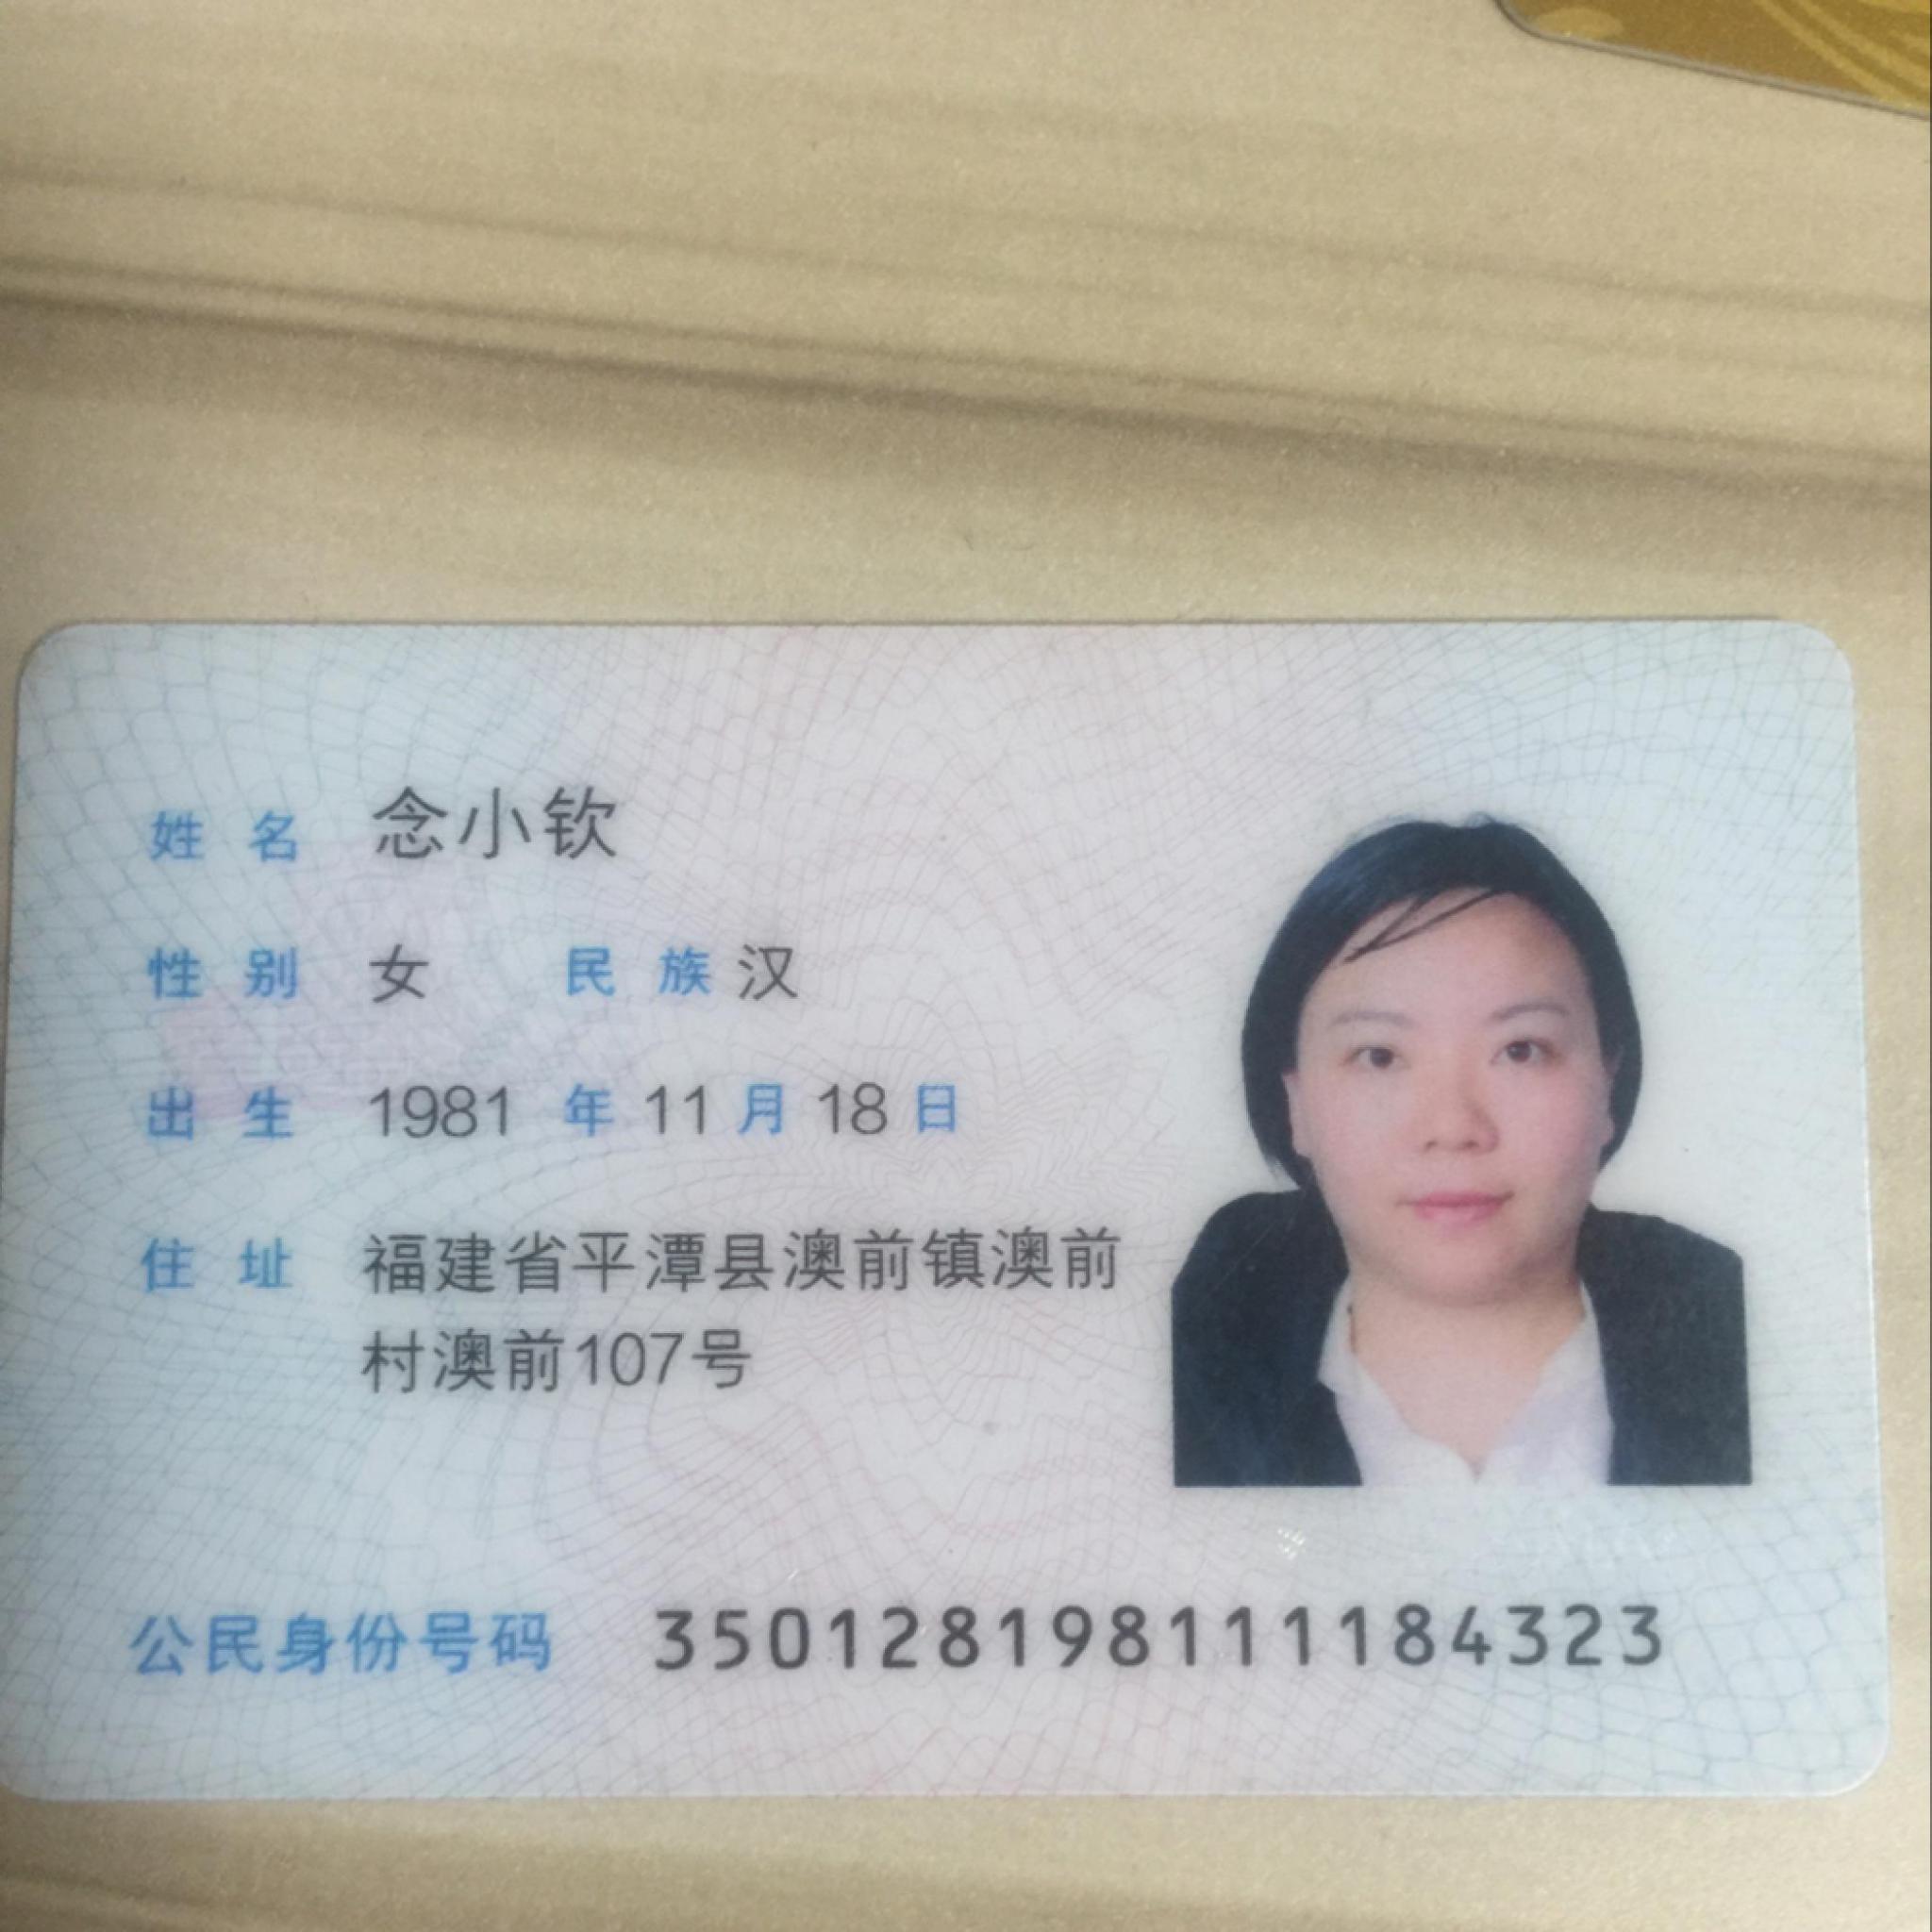 姓名 念小钦
性别 女 民族 汉
出生 1981 年 11 月 18 日
住址 福建省平潭县澳前镇澳前
村澳前107号
公民身份号码 350128198111184323